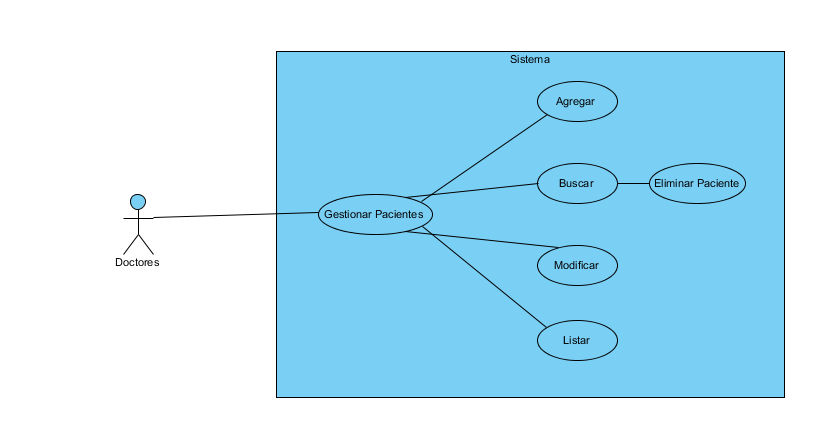 Sistema
Agregar
Buscar
Eliminar Paciente
Gestionar Pacientes
Doctores
Modificar
Listar